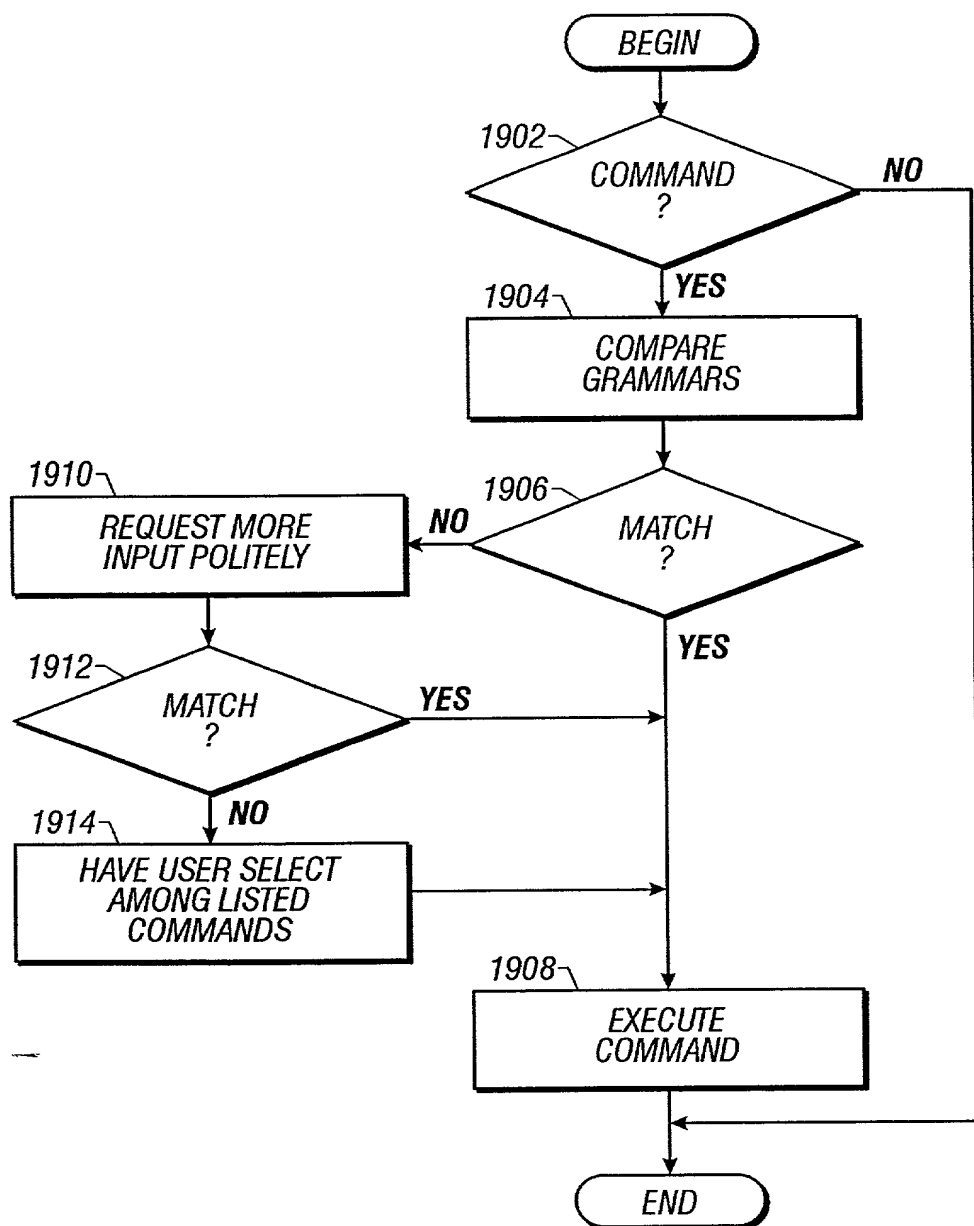 BEGIN
1902
COMMAND
?
NO
YES
1904
COMPARE
GRAMMARS
1906
MATCH
?
NO
YES
1910
REQUEST MORE
INPUT POLITELY
1912
MATCH
?
YES
NO
1914
HAVE USER SELECT
AMONG LISTED
COMMANDS
1908
EXECUTE
COMMAND
END